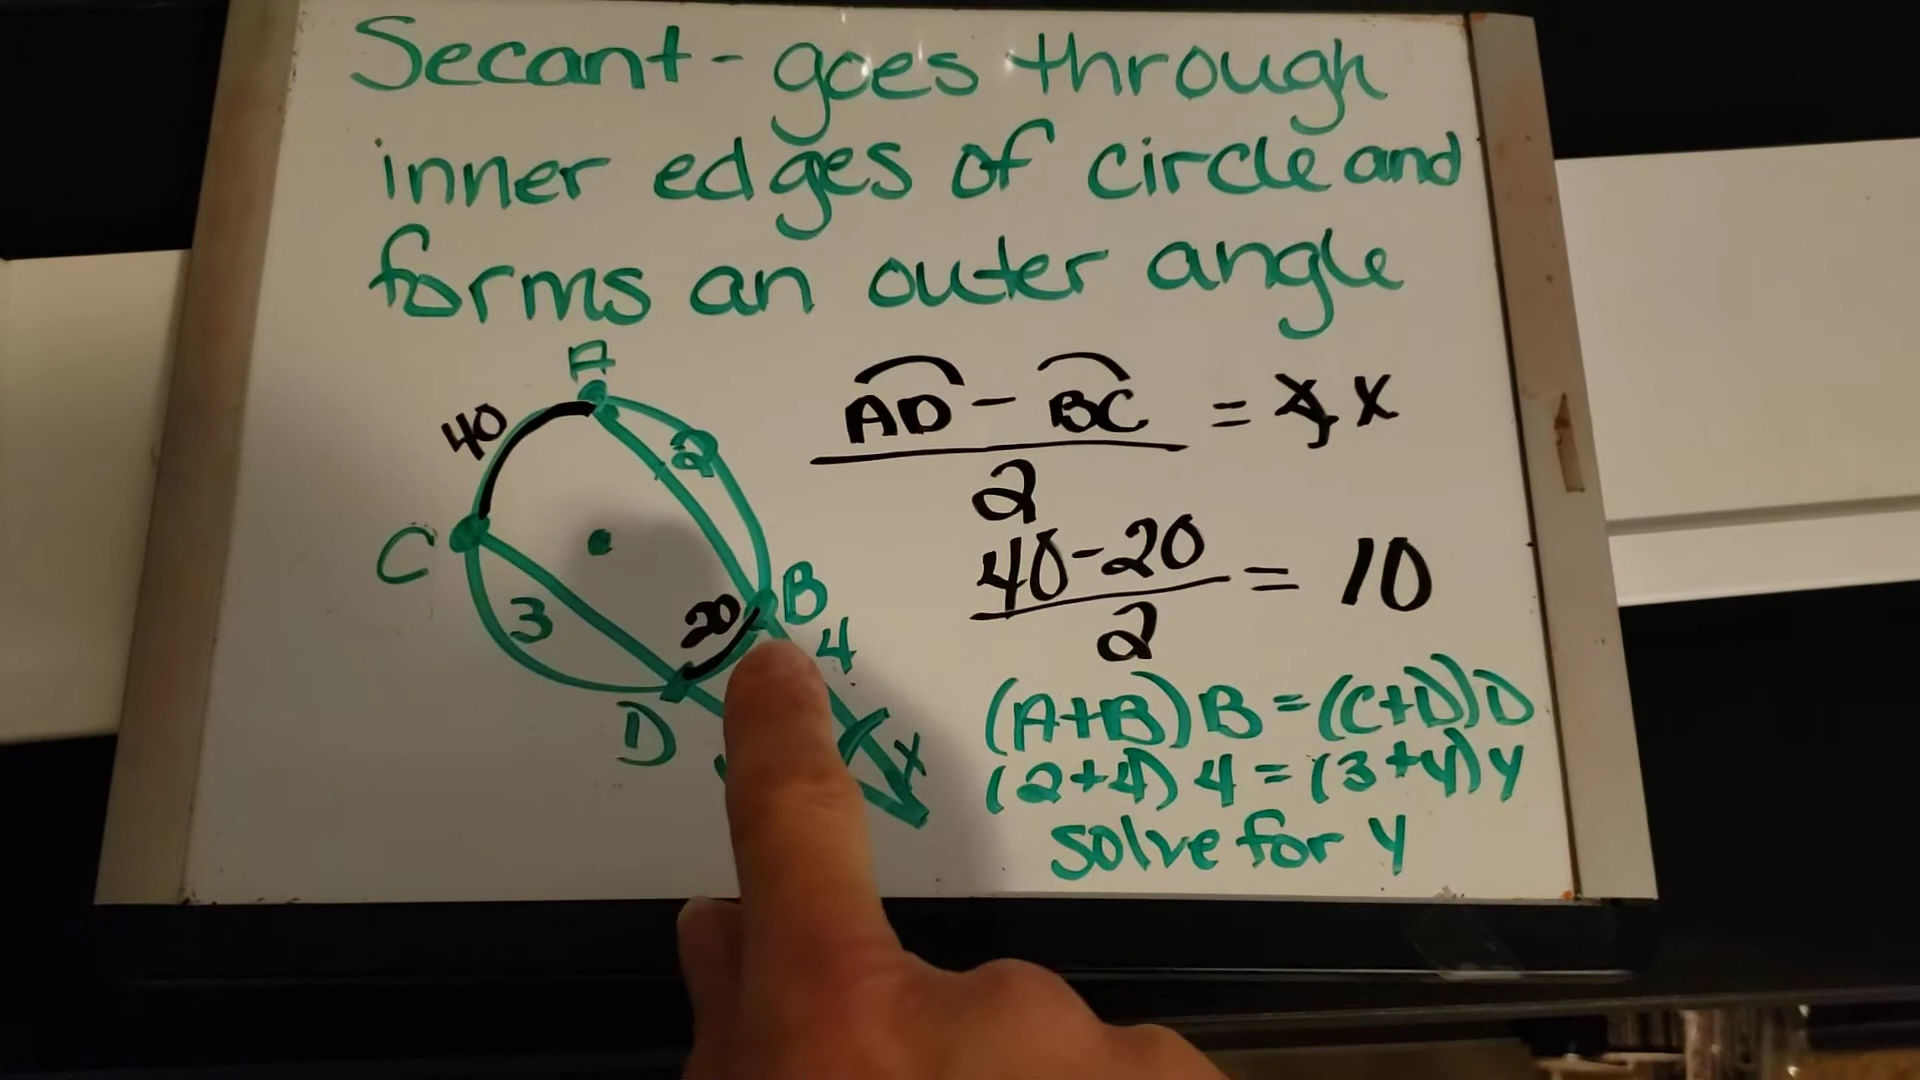 Secant - goes through
inner edges of circle and
forms an outer angle
A
40
2
C
3
20
B
4
D
x
AD - BC = x
2
40-20 = 10
2
(A+B)B=(C+D)D
(2+4)4=(3+y)y
solve for y